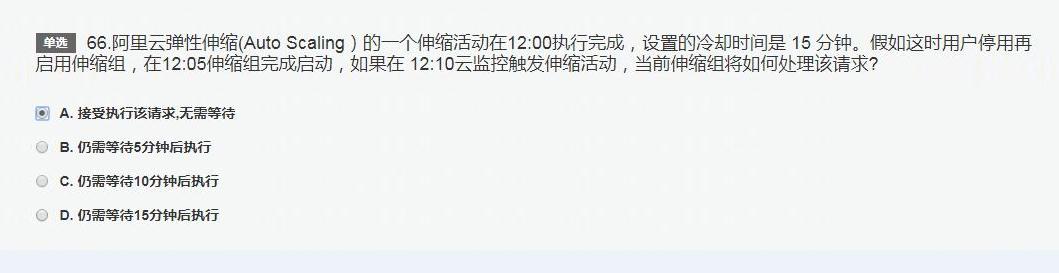 单选 66.阿里云弹性伸缩(Auto Scaling）的一个伸缩活动在12:00执行完成，设置的冷却时间是 15 分钟。假如这时用户停用再
启用伸缩组，在12:05伸缩组完成启动，如果在 12:10云监控触发伸缩活动，当前伸缩组将如何处理该请求?
A. 接受执行该请求,无需等待
B. 仍需等待5分钟后执行
C. 仍需等待10分钟后执行
D. 仍需等待15分钟后执行